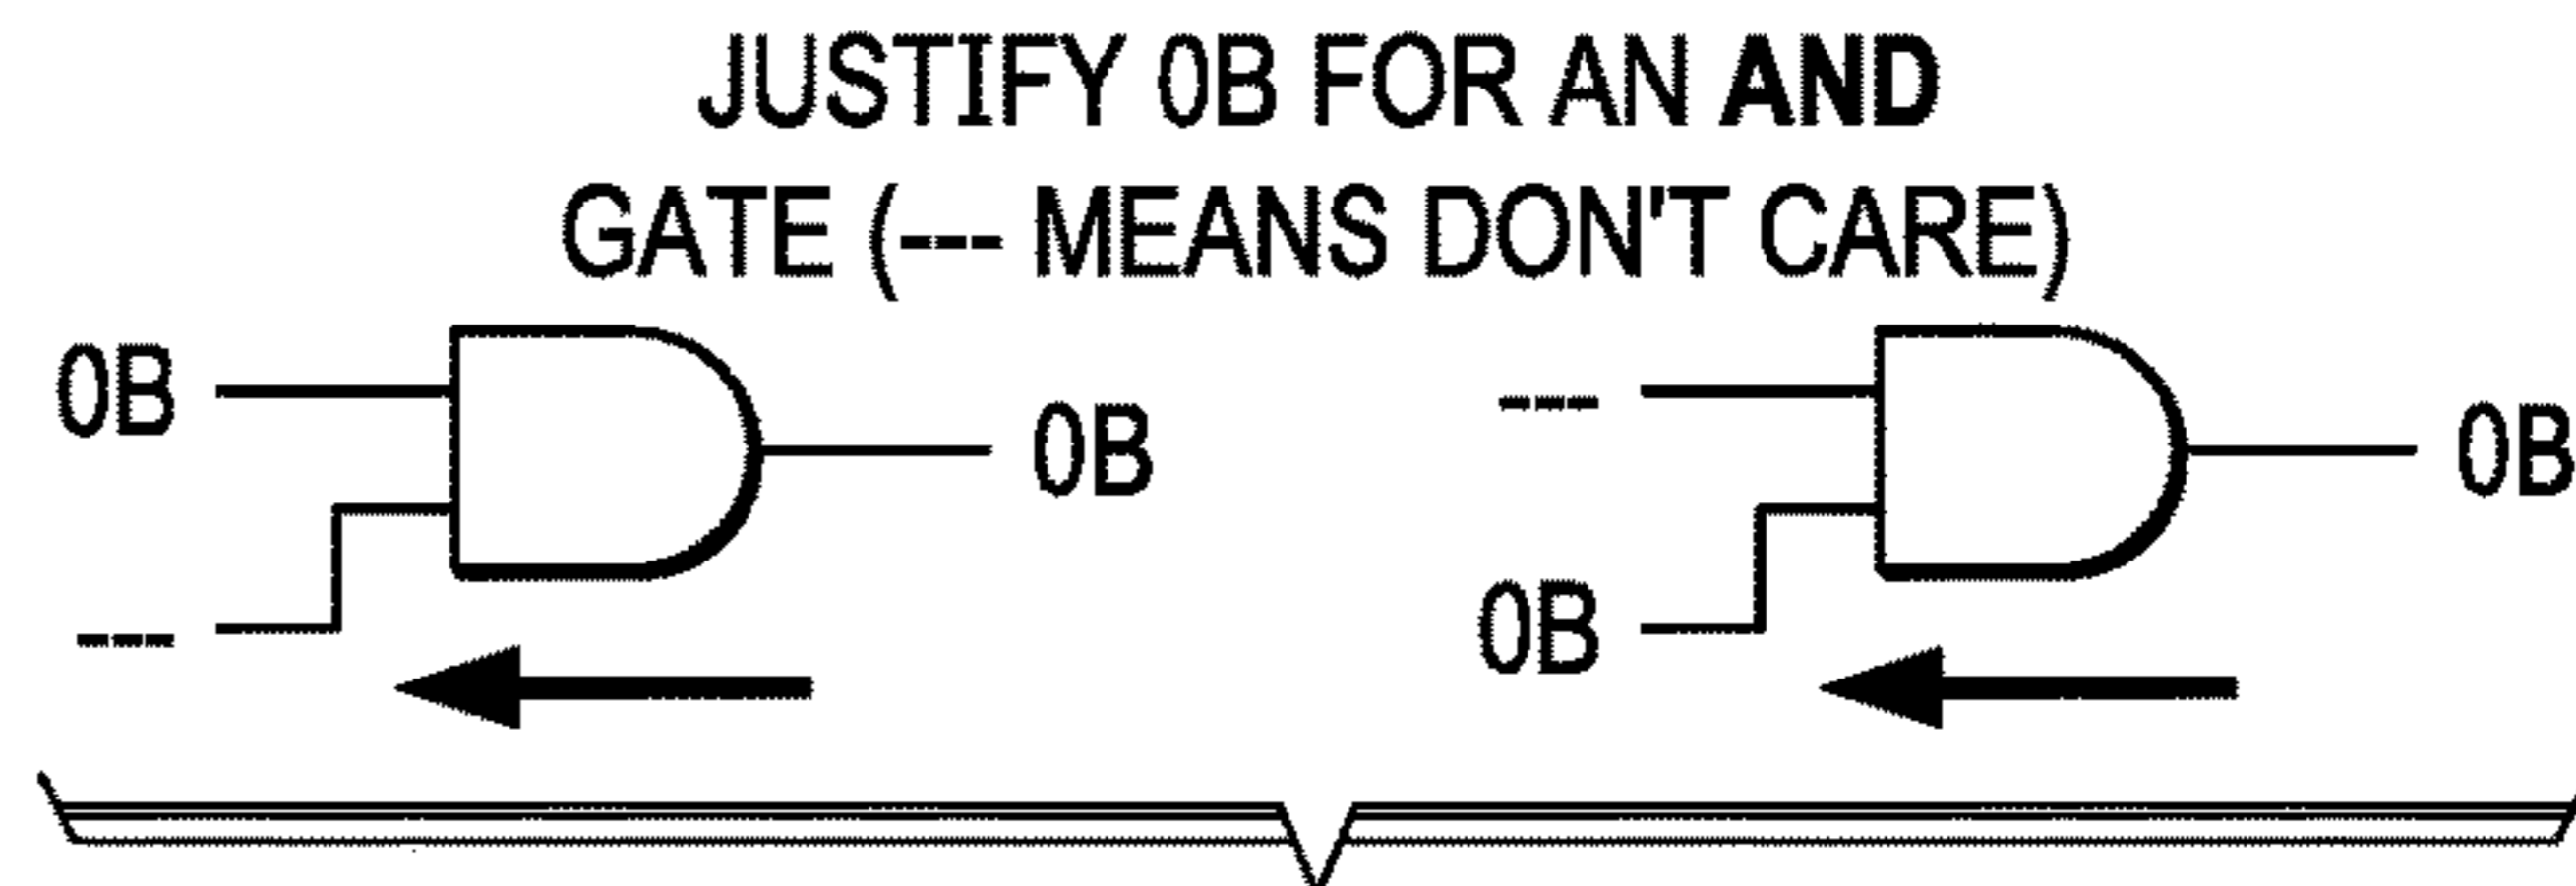 JUSTIFY 0B FOR AN AND
GATE (--- MEANS DON'T CARE)
0B
0B
---
---
0B
0B